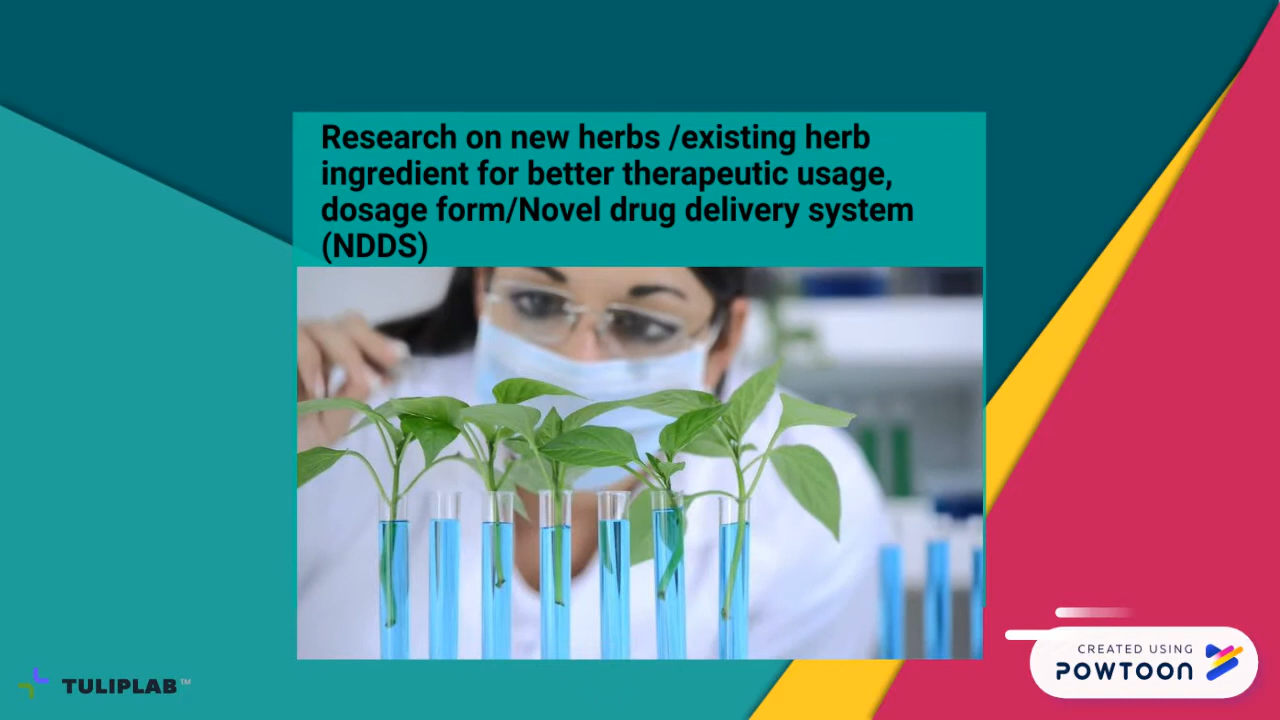 Research on new herbs /existing herb
ingredient for better therapeutic usage,
dosage form/Novel drug delivery system
(NDDS)
TULIPLAB™
CREATED USING
POWTOON